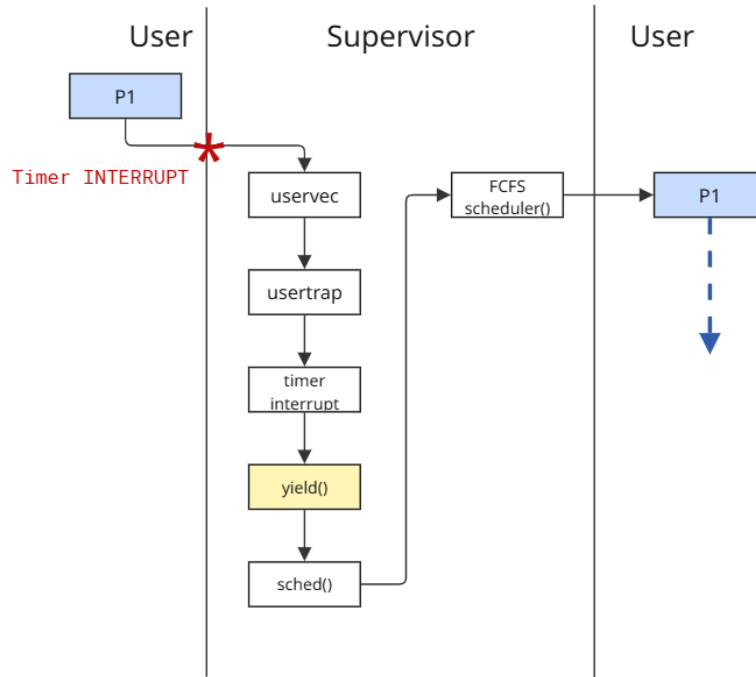 User
Supervisor
User
P1
Timer INTERRUPT
uservec
FCFS
scheduler()
P1
usertrap
timer
interrupt
yield()
sched()